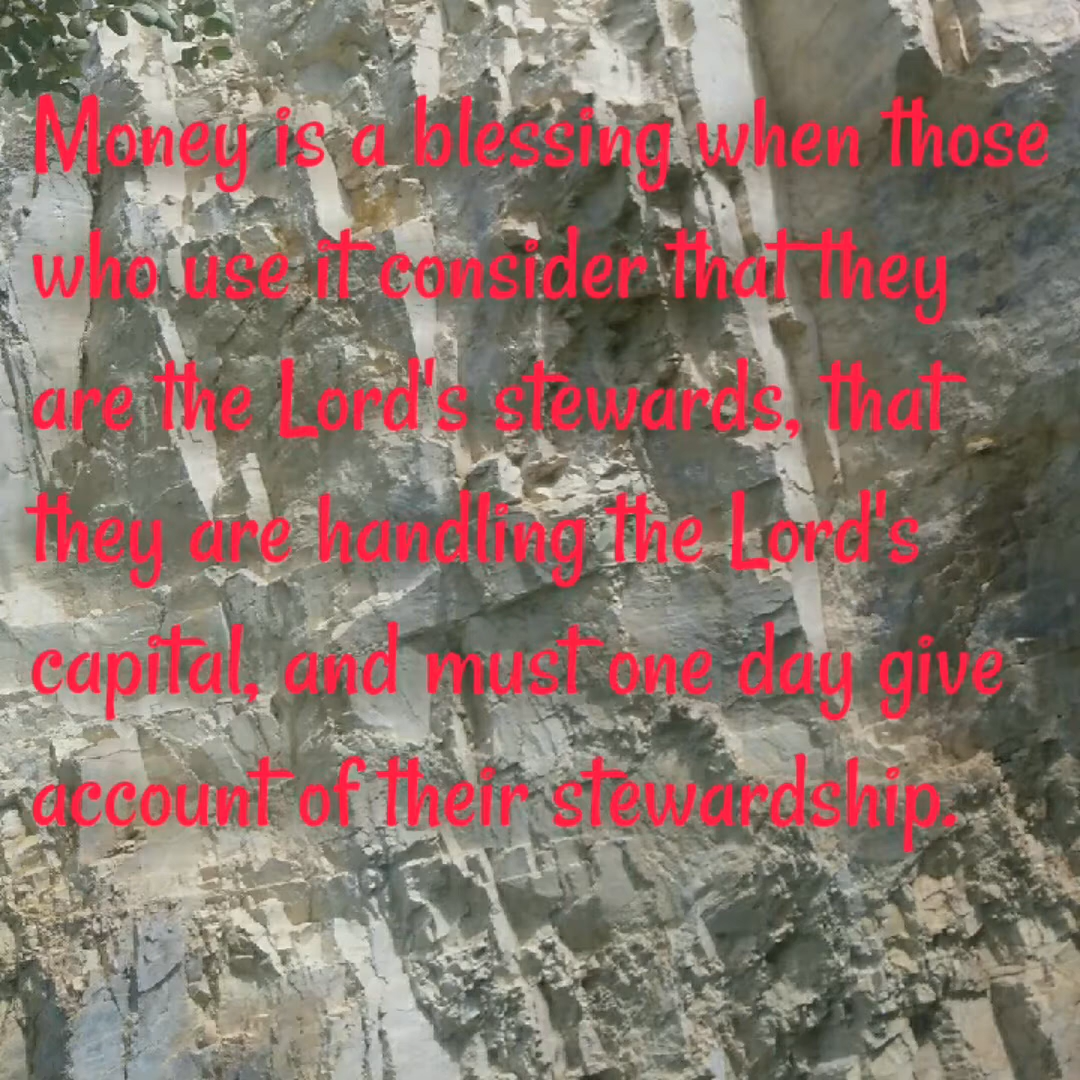 Money is a blessing when those
who use it consider that they
are the Lord's stewards, that
they are handling the Lord's
capital, and must one day give
account of their stewardship.